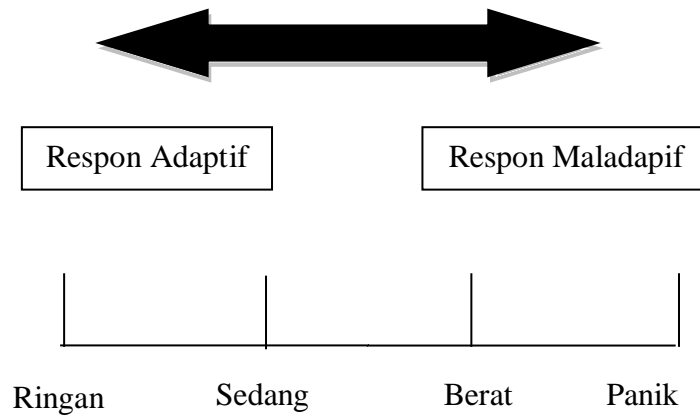 Respon Adaptif Respon Maladapif
Ringan Sedang Berat Panik